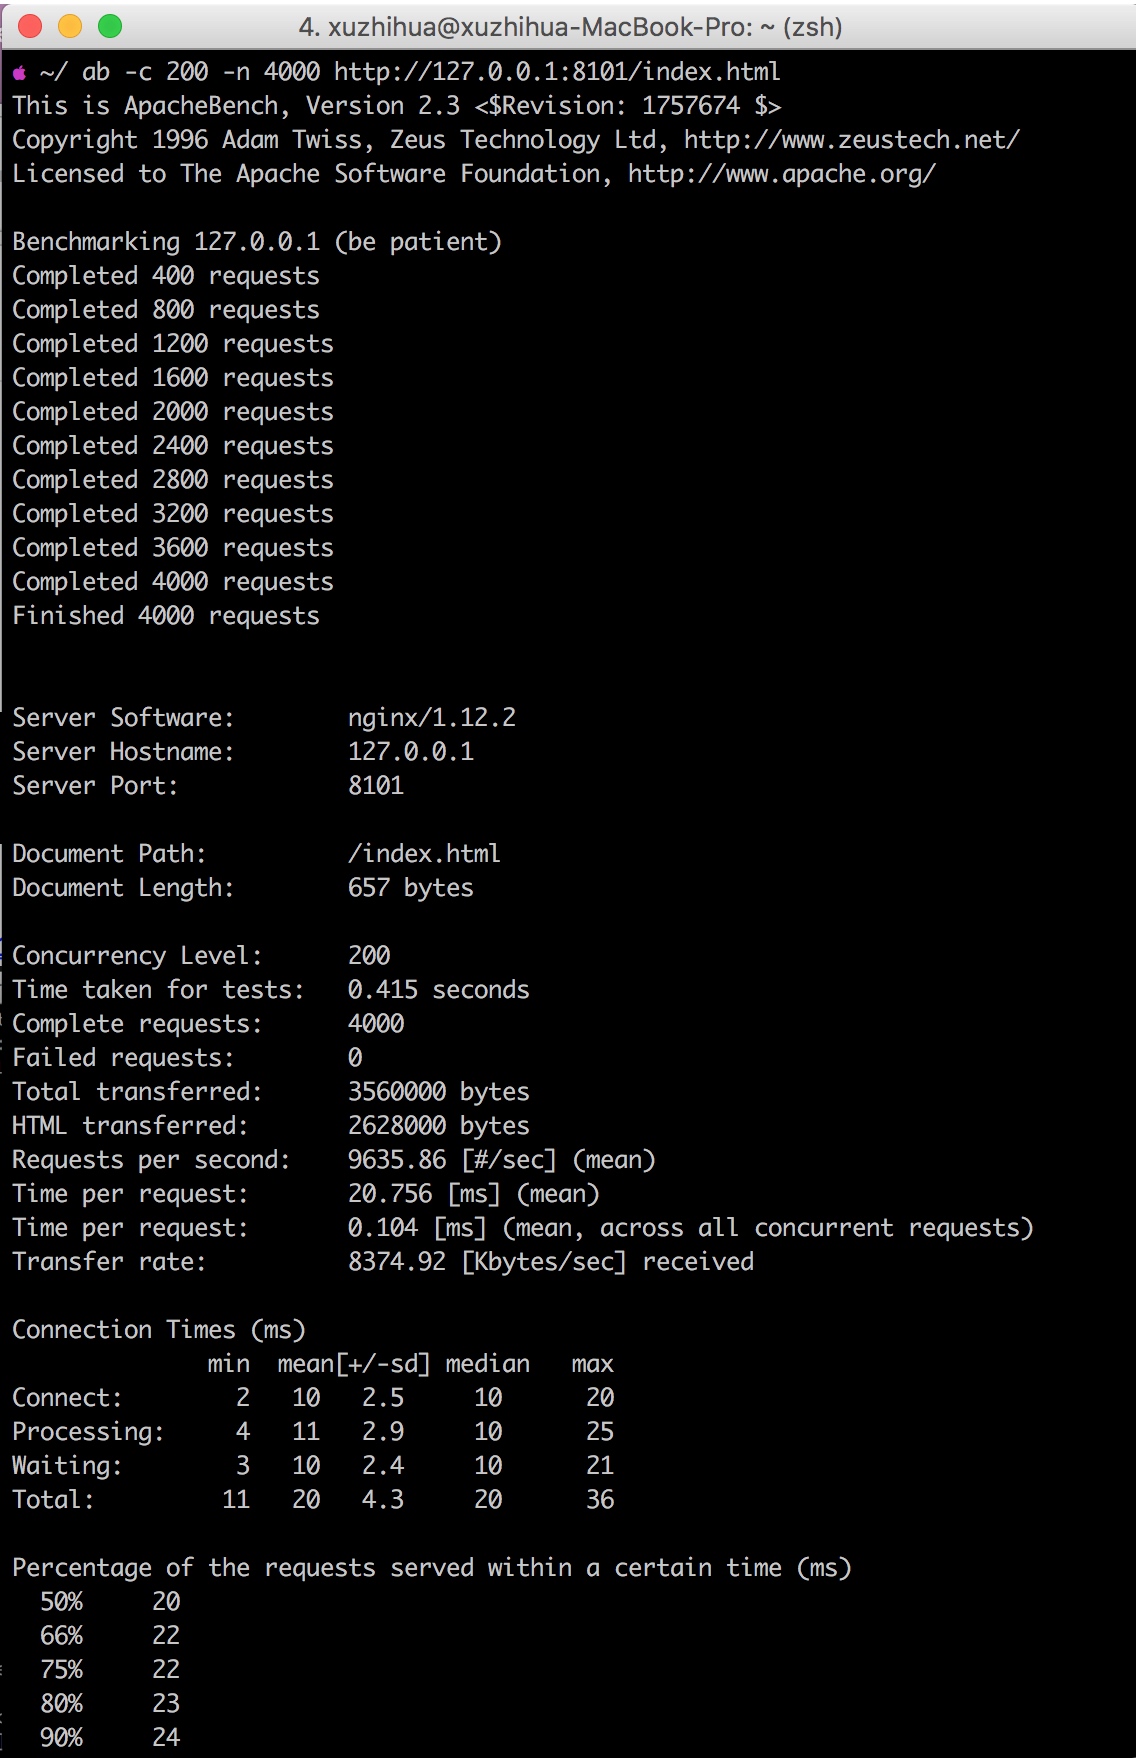 4. xuzhihua@xuzhihua-MacBook-Pro: ~ (zsh)
~/ ab -c 200 -n 4000 http://127.0.0.1:8101/index.html
This is ApacheBench, Version 2.3 <$Revision: 1757674 $>
Copyright 1996 Adam Twiss, Zeus Technology Ltd, http://www.zeustech.net/
Licensed to The Apache Software Foundation, http://www.apache.org/

Benchmarking 127.0.0.1 (be patient)
Completed 400 requests
Completed 800 requests
Completed 1200 requests
Completed 1600 requests
Completed 2000 requests
Completed 2400 requests
Completed 2800 requests
Completed 3200 requests
Completed 3600 requests
Completed 4000 requests
Finished 4000 requests

Server Software:        nginx/1.12.2
Server Hostname:        127.0.0.1
Server Port:            8101

Document Path:          /index.html
Document Length:        657 bytes

Concurrency Level:      200
Time taken for tests:   0.415 seconds
Complete requests:      4000
Failed requests:        0
Total transferred:      3560000 bytes
HTML transferred:       2628000 bytes
Requests per second:    9635.86 [#/sec] (mean)
Time per request:       20.756 [ms] (mean)
Time per request:       0.104 [ms] (mean, across all concurrent requests)
Transfer rate:          8374.92 [Kbytes/sec] received

Connection Times (ms)
              min  mean[+/-sd] median   max
Connect:        2   10   2.5     10      20
Processing:     4   11   2.9     10      25
Waiting:        3   10   2.4     10      21
Total:         11   20   4.3     20      36

Percentage of the requests served within a certain time (ms)
  50%     20
  66%     22
  75%     22
  80%     23
  90%     24